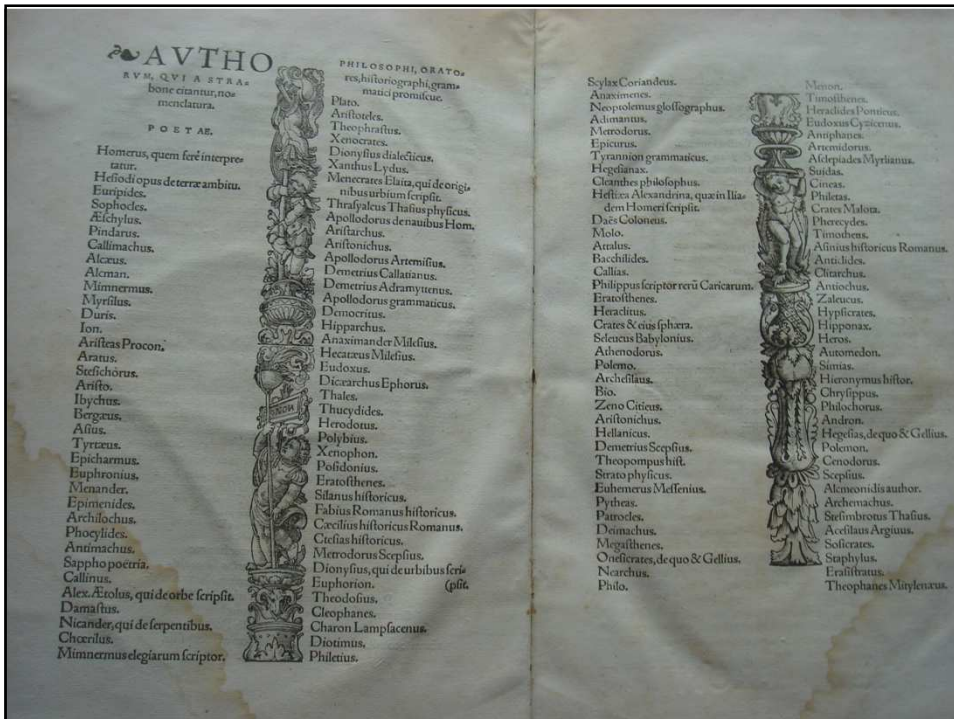 ❧AVTHO
RVM, QVI A STRA-
bone citantur, no-
menclatura.
POETAE.
Homerus, quem ferè interpre-
tatur.
Hesiodi opus de terræ ambitu.
Euripides.
Sophocles.
Æschylus.
Pindarus.
Callimachus.
Alcæus.
Alcman.
Mimnermus.
Myrsilus.
Duris.
Ion.
Aristeas Procon.
Aratus.
Stesichorus.
Aristo.
Ibychus.
Bergæus.
Asius.
Tyrtæus.
Epicharmus.
Euphronius.
Menander.
Epimenides.
Archilochus.
Phocylides.
Antimachus.
Sappho poëtria.
Callinus.
Alex. Ætolus, qui de orbe scripsit.
Damastus.
Nicander, qui de serpentibus.
Chœrilus.
Mimnermus elegiarum scriptor.
PHILOSOPHI, ORATO-
res, historiographi, gram-
matici promiscue.
Plato.
Aristoteles.
Theophrastus.
Xenocrates.
Dionysius dialecticus.
Xanthus Lydus.
Menecrates Elaita, qui de origi-
nibus urbium scripsit.
Thrasyalcus Thasius physicus.
Apollodorus de nauibus Hom.
Aristarchus.
Aristonichus.
Apollodorus Artemisius.
Demetrius Callatianus.
Demetrius Adramyttenus.
Apollodorus grammaticus.
Democritus.
Hipparchus.
Anaximander Milesius.
Hecatæus Milesius.
Eudoxus.
Dicæarchus Ephorus.
Thales.
Thucydides.
Herodorus.
Polybius.
Xenophon.
Posidonius.
Eratosthenes.
Silanus historicus.
Fabius Romanus historicus.
Cæcilius historicus Romanus.
Ctesias historicus.
Metrodorus Scepsius.
Dionysius, qui de urbibus scri-
Euphorion. (psit.
Theodosius.
Cleophanes.
Charon Lampsacenus.
Diotimus.
Philetius.
Scylax Coriandeus.
Anaximenes.
Neoptolemus glossographus.
Adimantus.
Metrodorus.
Epicurus.
Tyrannion grammaticus.
Hegesianax.
Cleanthes philosophus.
Hestiæa Alexandrina, quæ in Ilia-
dem Homeri scripsit.
Daës Coloneus.
Molo.
Attalus.
Bacchilides.
Callias.
Philippus scriptor rerū Caricarum.
Eratosthenes.
Heraclitus.
Crates & eius sphæra.
Seleucus Babylonius.
Athenodorus.
Polemo.
Archesilaus.
Bio.
Zeno Citieus.
Aristonichus.
Hellanicus.
Demetrius Scepsius.
Theopompus hist.
Strato physicus.
Euhemerus Messenius.
Pytheas.
Patrocles.
Deimachus.
Megasthenes.
Onesicrates, de quo & Gellius.
Nearchus.
Philo.
Menon.
Timosthenes.
Heraclides Ponticus.
Eudoxus Cyzicenus.
Antiphanes.
Artemidorus.
Asclepiades Myrlianus.
Suidas.
Cineas.
Philetas.
Crates Malota.
Pherecydes.
Timotheus.
Asinius historicus Romanus.
Anticlides.
Clitarchus.
Antiochus.
Zaleucus.
Hypsicrates.
Hipponax.
Heros.
Automedon.
Simias.
Hieronymus histor.
Chrysippus.
Philochorus.
Andron.
Hegesias, de quo & Gellius.
Polemon.
Cenodorus.
Scepsius.
Alcmeonidis author.
Archemachus.
Stesimbrotus Thasius.
Acesilaus Argiuus.
Sosicrates.
Staphylus.
Erasistratus.
Theophanes Mitylenæus.